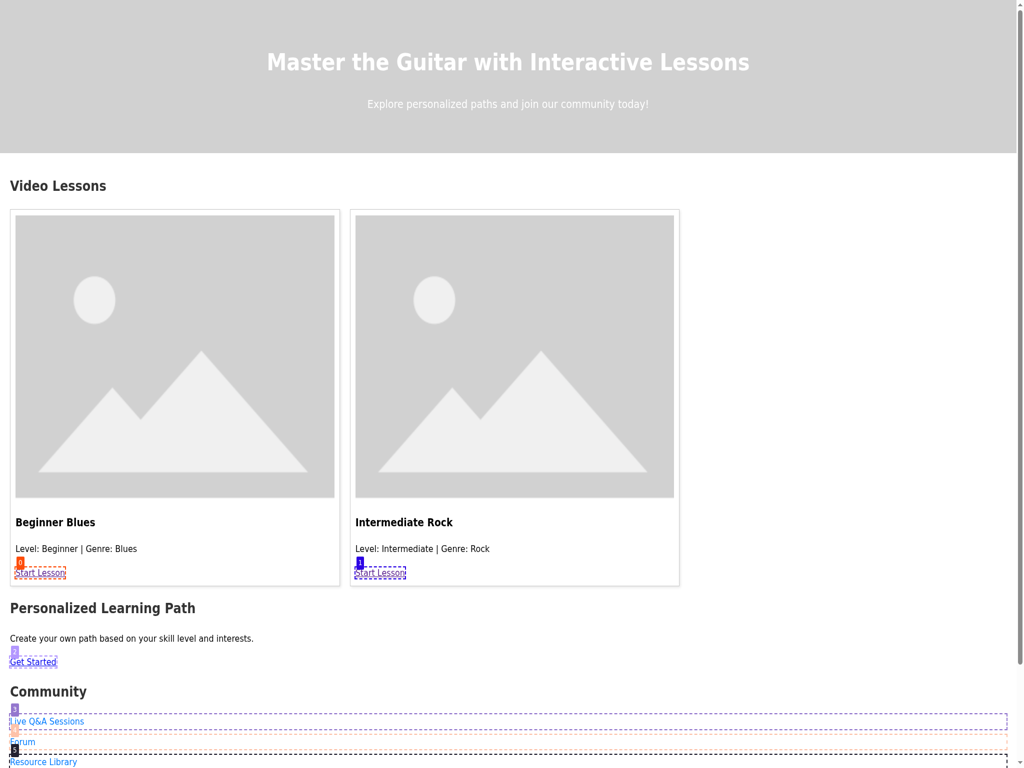 Master the Guitar with Interactive Lessons
Explore personalized paths and join our community today!
Video Lessons
Beginner Blues
Level: Beginner | Genre: Blues
0
Start Lesson
Intermediate Rock
Level: Intermediate | Genre: Rock
1
Start Lesson
Personalized Learning Path
Create your own path based on your skill level and interests.
2
Get Started
Community
3
Live Q&A Sessions
4
Forum
5
Resource Library